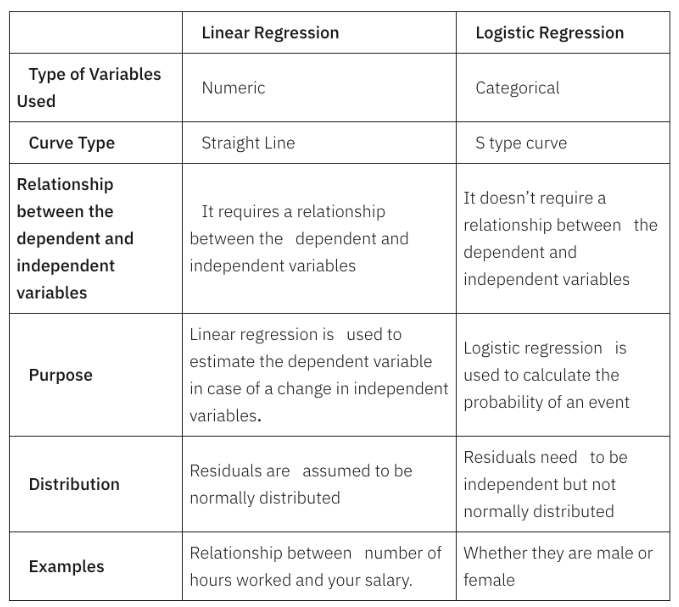 Linear Regression
Logistic Regression
Type of Variables
Used
Numeric
Categorical
Curve Type
Straight Line
S type curve
Relationship
between the
dependent and
independent
variables
It requires a relationship
between the dependent and
independent variables
It doesn’t require a
relationship between the
dependent and
independent variables
Purpose
Linear regression is used to
estimate the dependent variable
in case of a change in independent
variables.
Logistic regression is
used to calculate the
probability of an event
Distribution
Residuals are assumed to be
normally distributed
Residuals need to be
independent but not
normally distributed
Examples
Relationship between number of
hours worked and your salary.
Whether they are male or
female